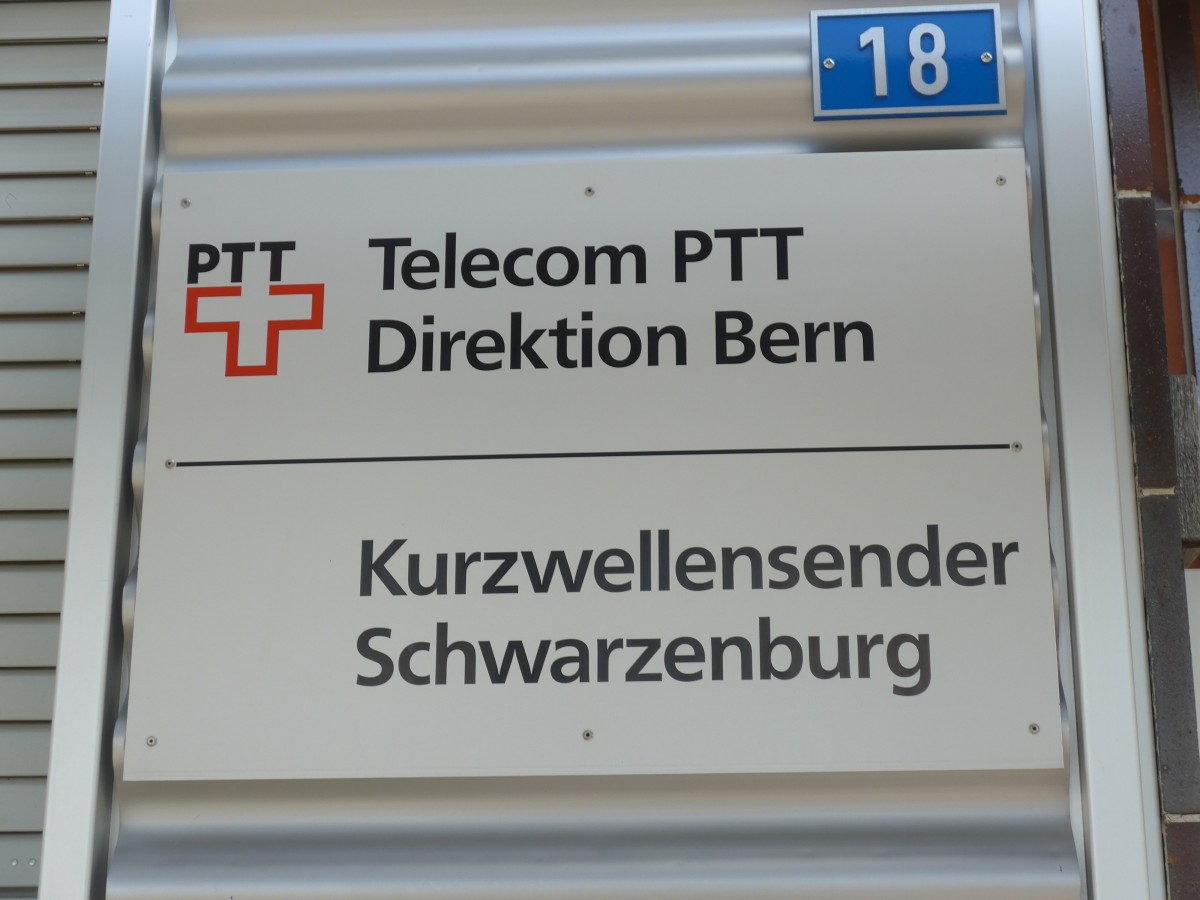 18
PTT
Telecom PTT
Direktion Bern
Kurzwellensender
Schwarzenburg